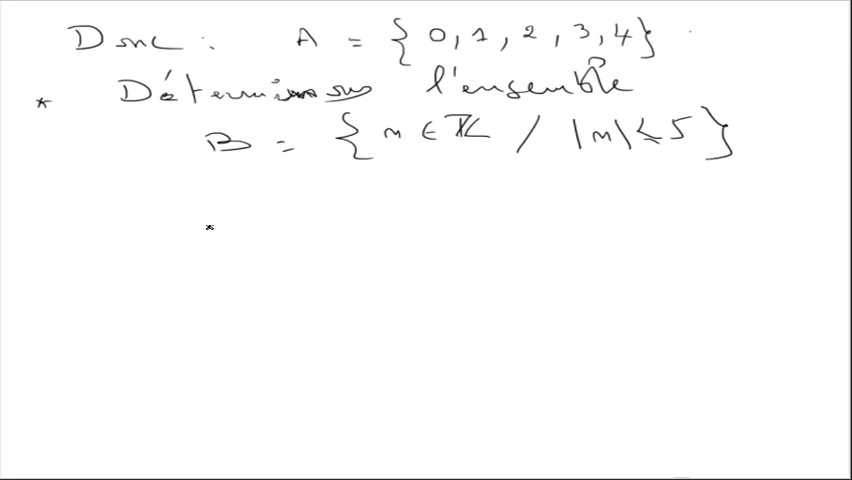 Donc : A = {0, 1, 2, 3, 4}
* Déterminons l'ensemble
B = {n ∈ ℤ / |n| ≤ 5}